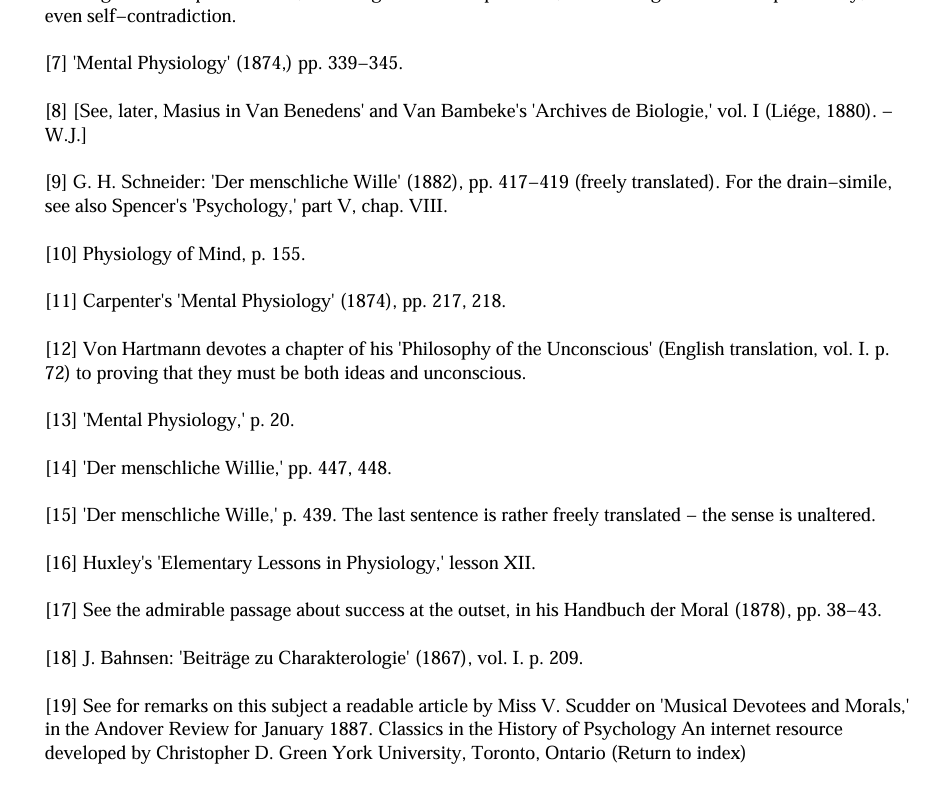 even self–contradiction.
[7] 'Mental Physiology' (1874,) pp. 339–345.
[8] [See, later, Masius in Van Benedens' and Van Bambeke's 'Archives de Biologie,' vol. I (Liége, 1880). –
W.J.]
[9] G. H. Schneider: 'Der menschliche Wille' (1882), pp. 417–419 (freely translated). For the drain–simile,
see also Spencer's 'Psychology,' part V, chap. VIII.
[10] Physiology of Mind, p. 155.
[11] Carpenter's 'Mental Physiology' (1874), pp. 217, 218.
[12] Von Hartmann devotes a chapter of his 'Philosophy of the Unconscious' (English translation, vol. I. p.
72) to proving that they must be both ideas and unconscious.
[13] 'Mental Physiology,' p. 20.
[14] 'Der menschliche Willie,' pp. 447, 448.
[15] 'Der menschliche Wille,' p. 439. The last sentence is rather freely translated – the sense is unaltered.
[16] Huxley's 'Elementary Lessons in Physiology,' lesson XII.
[17] See the admirable passage about success at the outset, in his Handbuch der Moral (1878), pp. 38–43.
[18] J. Bahnsen: 'Beiträge zu Charakterologie' (1867), vol. I. p. 209.
[19] See for remarks on this subject a readable article by Miss V. Scudder on 'Musical Devotees and Morals,'
in the Andover Review for January 1887. Classics in the History of Psychology An internet resource
developed by Christopher D. Green York University, Toronto, Ontario (Return to index)